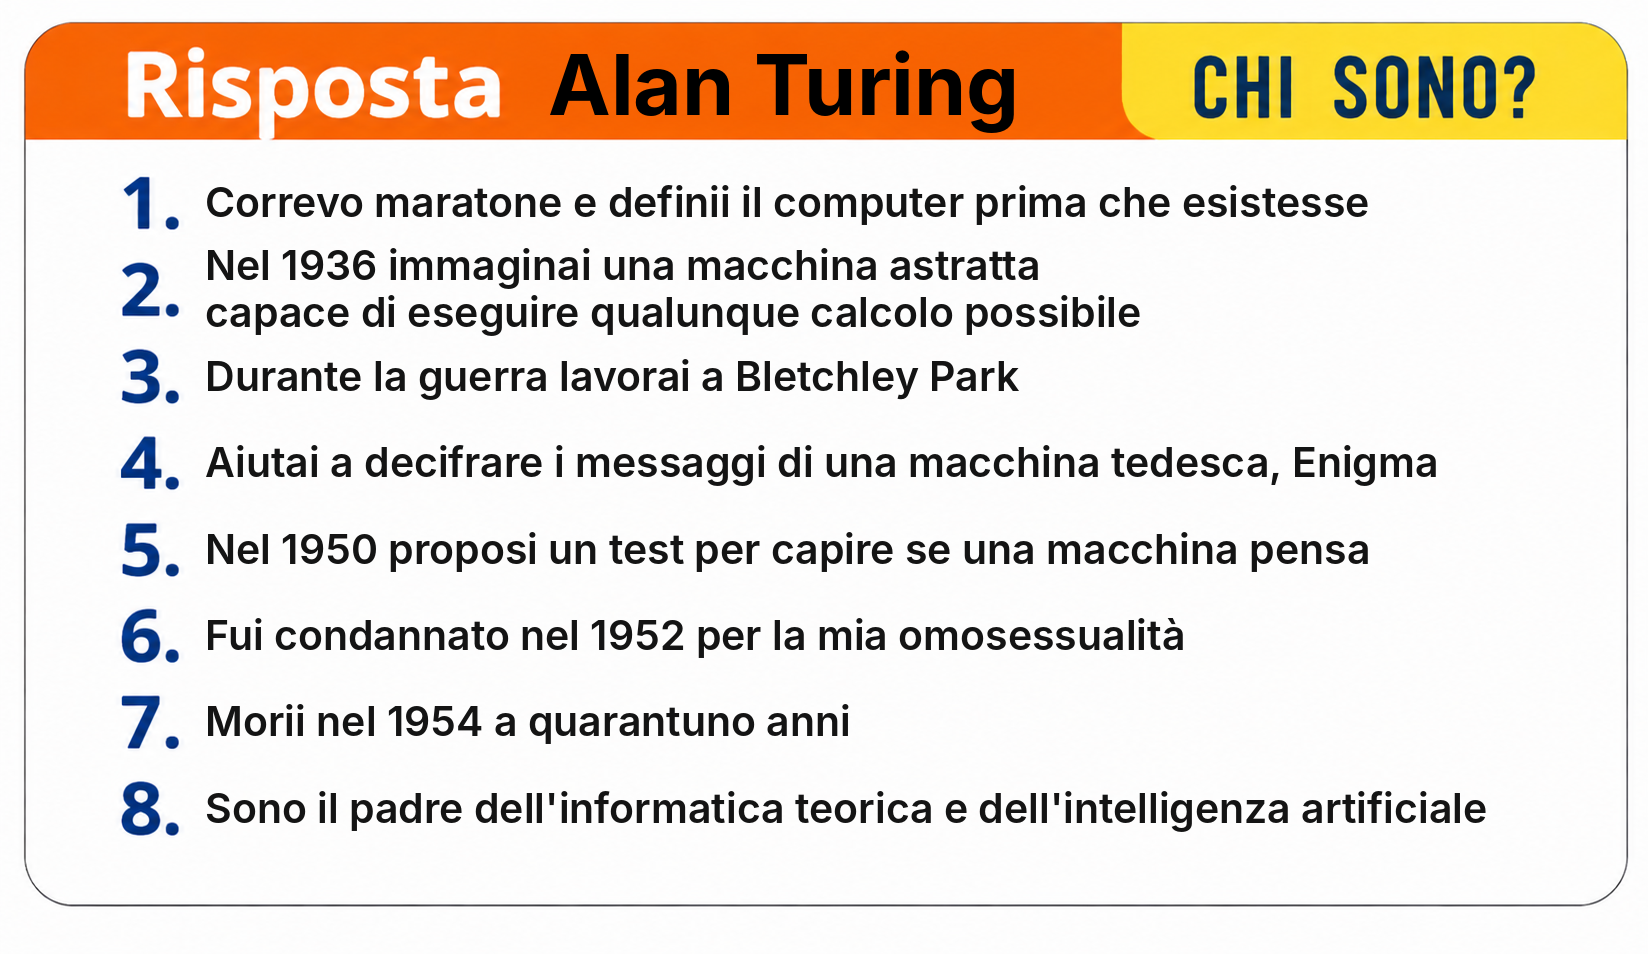 Risposta Alan Turing CHI SONO?
1. Correvo maratone e definii il computer prima che esistesse
2. Nel 1936 immaginai una macchina astratta
capace di eseguire qualunque calcolo possibile
3. Durante la guerra lavorai a Bletchley Park
4. Aiutai a decifrare i messaggi di una macchina tedesca, Enigma
5. Nel 1950 proposi un test per capire se una macchina pensa
6. Fui condannato nel 1952 per la mia omosessualità
7. Morii nel 1954 a quarantuno anni
8. Sono il padre dell'informatica teorica e dell'intelligenza artificiale